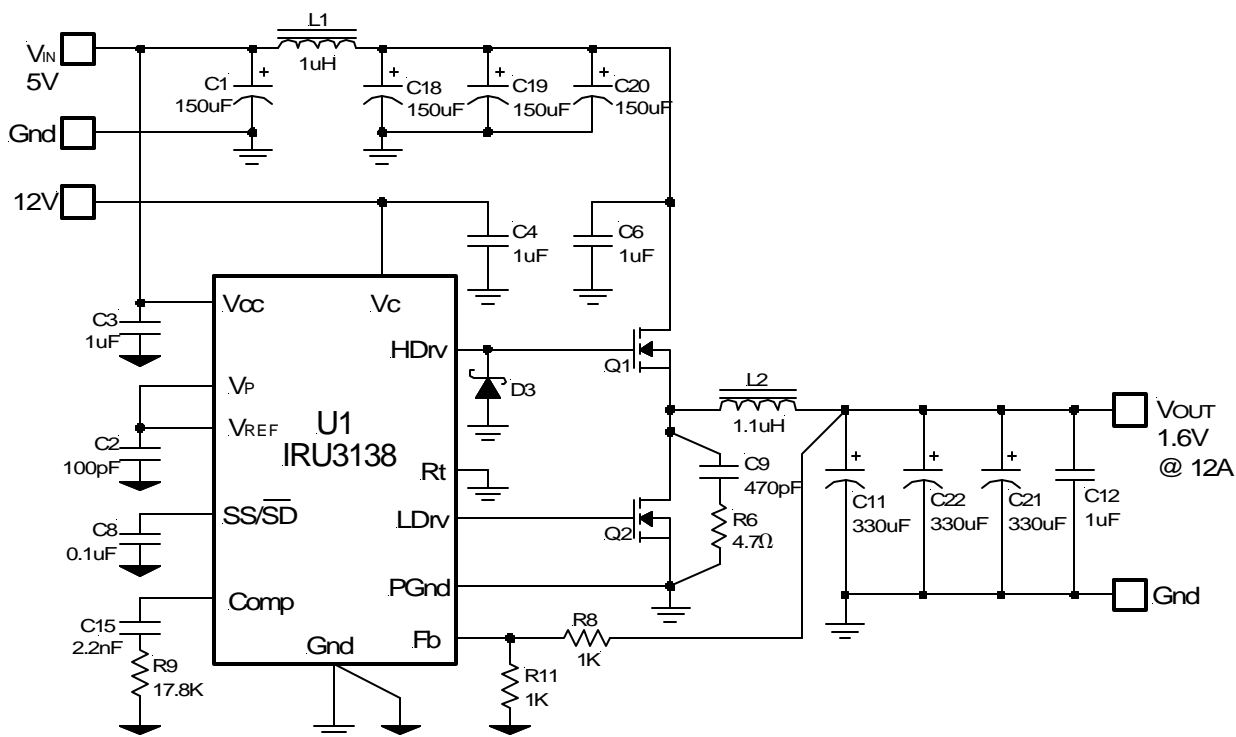 L1
VIN
5V
1uH
C1
150uF
C18
150uF
C19
150uF
C20
150uF
Gnd
12V
C4
1uF
C6
1uF
Vcc
Vc
C3
1uF
HDrv
Q1
D3
L2
1.1uH
VP
VREF
U1
IRU3138
C2
100pF
Rt
C9
470pF
VOUT
1.6V
@ 12A
C11
330uF
C22
330uF
C21
330uF
C12
1uF
SS/SD
C8
0.1uF
LDrv
Q2
R6
4.7Ω
Comp
PGnd
Gnd
C15
2.2nF
R9
17.8K
Gnd
Fb
R8
1K
R11
1K